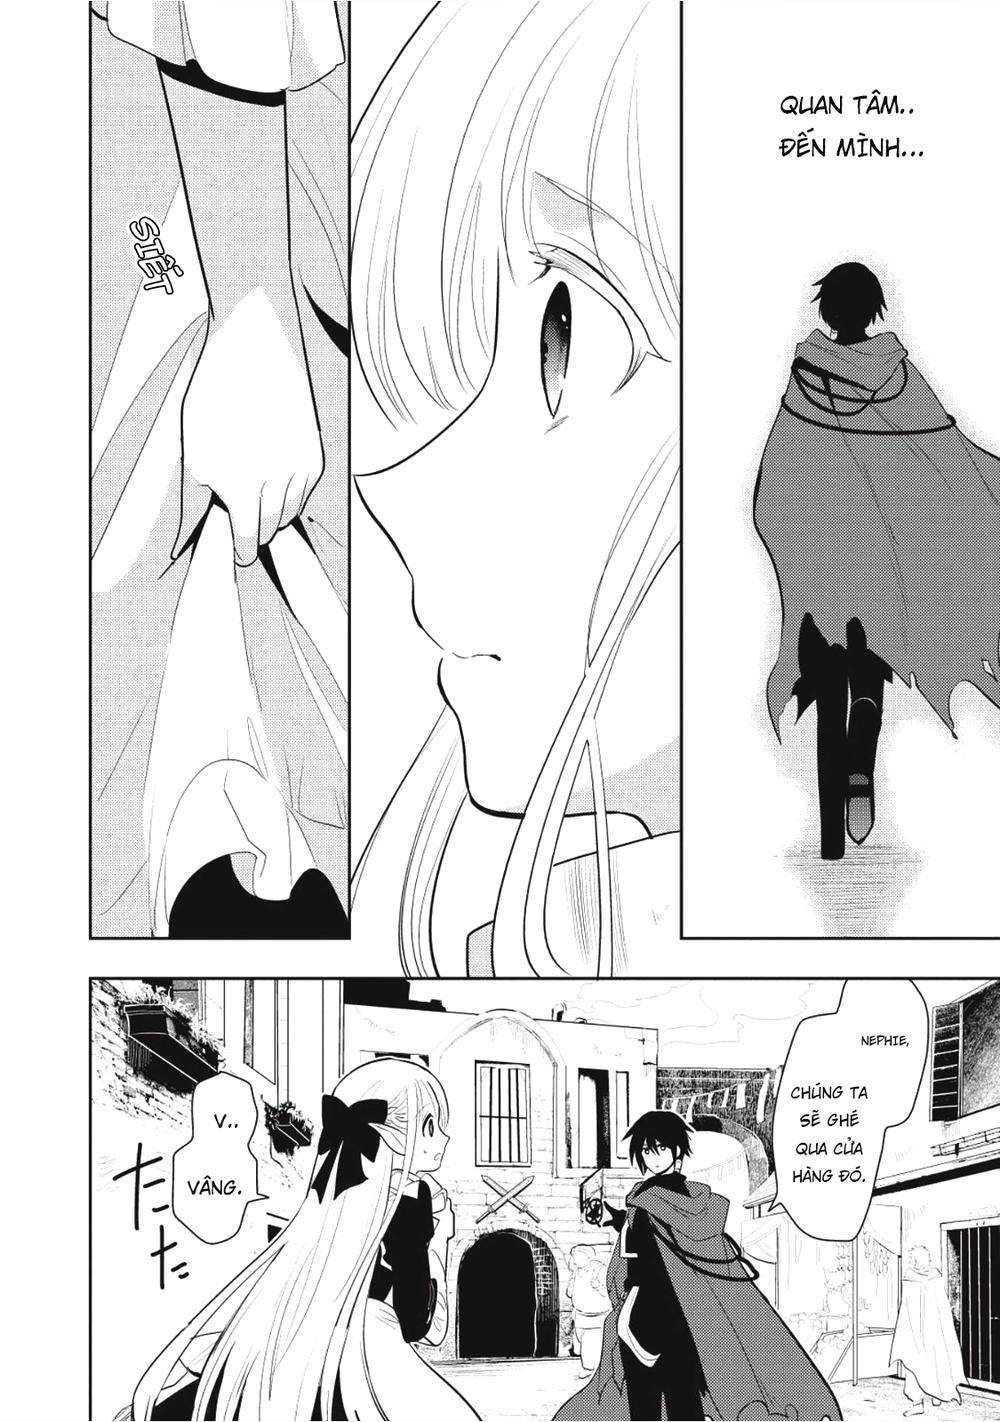 QUAN TÂM..
ĐẾN MÌNH...
SIẾT
NEPHIE,
CHÚNG TA
SẼ GHÉ
QUA CỬA
HÀNG ĐÓ.
V..
VÂNG.
たたた